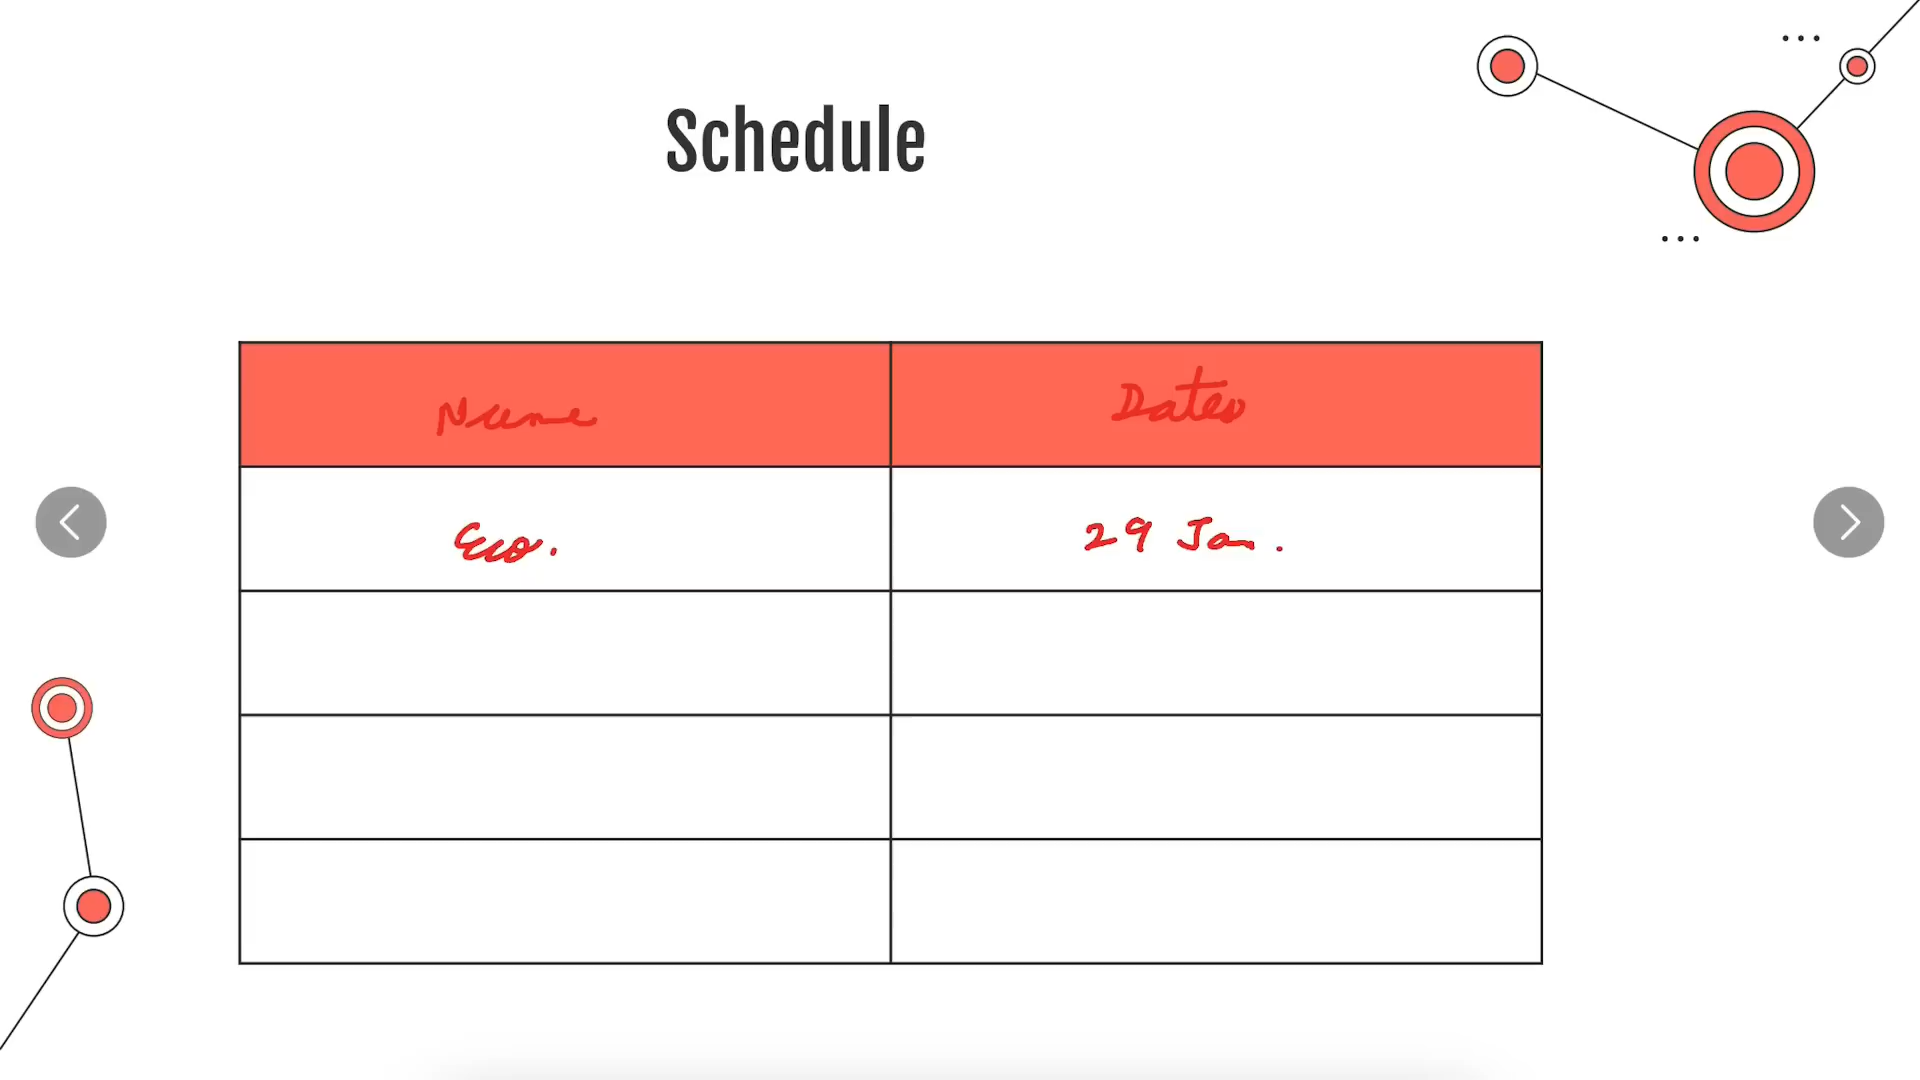 Schedule
Name
Dates
Eco.
29 Jan.